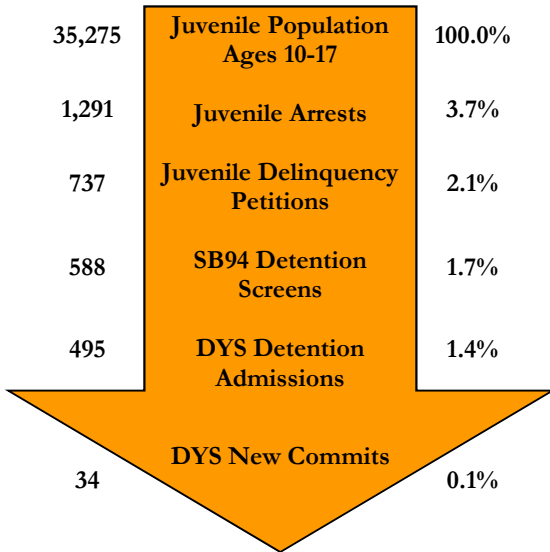 35,275 Juvenile Population 100.0%
Ages 10-17
1,291 Juvenile Arrests 3.7%
Juvenile Delinquency
737 Petitions 2.1%
588 SB94 Detention 1.7%
Screens
495 DYS Detention 1.4%
Admissions
DYS New Commits
34 0.1%